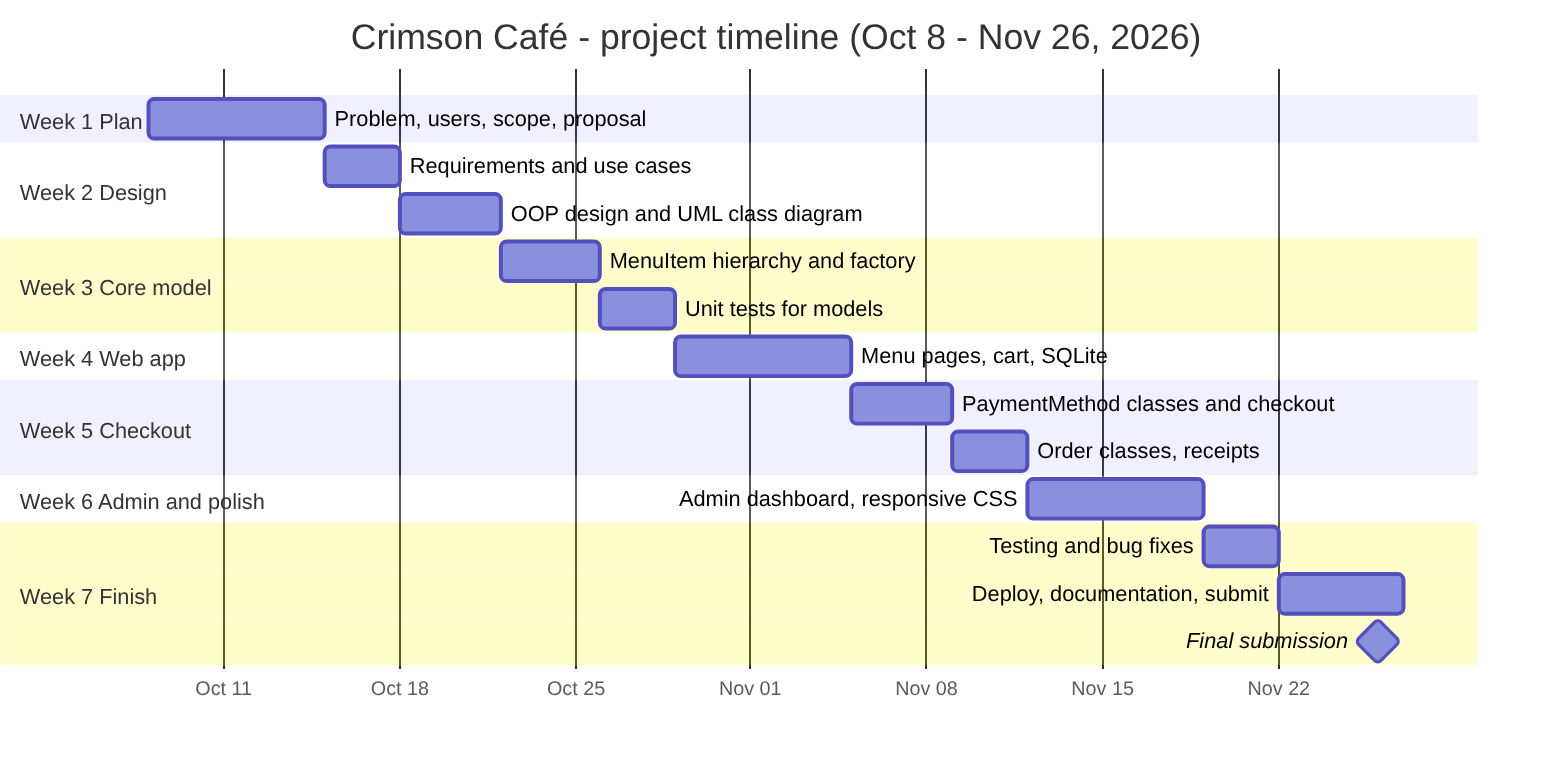 Crimson Café - project timeline (Oct 8 - Nov 26, 2026)
Week 1 Plan
Problem, users, scope, proposal
Week 2 Design
Requirements and use cases
OOP design and UML class diagram
Week 3 Core model
MenuItem hierarchy and factory
Unit tests for models
Week 4 Web app
Menu pages, cart, SQLite
Week 5 Checkout
PaymentMethod classes and checkout
Order classes, receipts
Week 6 Admin and polish
Admin dashboard, responsive CSS
Week 7 Finish
Testing and bug fixes
Deploy, documentation, submit
Final submission
Oct 11
Oct 18
Oct 25
Nov 01
Nov 08
Nov 15
Nov 22